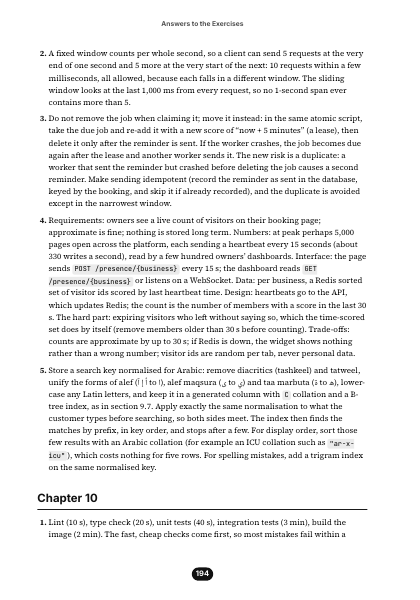 Answers to the Exercises
2. A fixed window counts per whole second, so a client can send 5 requests at the very
end of one second and 5 more at the very start of the next: 10 requests within a few
milliseconds, all allowed, because each falls in a different window. The sliding
window looks at the last 1,000 ms from every request, so no 1-second span ever
contains more than 5.
3. Do not remove the job when claiming it; move it instead: in the same atomic script,
take the due job and re-add it with a new score of “now + 5 minutes” (a lease), then
delete it only after the reminder is sent. If the worker crashes, the job becomes due
again after the lease and another worker sends it. The new risk is a duplicate: a
worker that sent the reminder but crashed before deleting the job causes a second
reminder. Make sending idempotent (record the reminder as sent in the database,
keyed by the booking, and skip it if already recorded), and the duplicate is avoided
except in the narrowest window.
4. Requirements: owners see a live count of visitors on their booking page;
approximate is fine; nothing is stored long term. Numbers: at peak perhaps 5,000
pages open across the platform, each sending a heartbeat every 15 seconds (about
330 writes a second), read by a few hundred owners’ dashboards. Interface: the page
sends POST /presence/{business} every 15 s; the dashboard reads GET
/presence/{business} or listens on a WebSocket. Data: per business, a Redis sorted
set of visitor ids scored by last heartbeat time. Design: heartbeats go to the API,
which updates Redis; the count is the number of members with a score in the last 30
s. The hard part: expiring visitors who left without saying so, which the time-scored
set does by itself (remove members older than 30 s before counting). Trade-offs:
counts are approximate by up to 30 s; if Redis is down, the widget shows nothing
rather than a wrong number; visitor ids are random per tab, never personal data.
5. Store a search key normalised for Arabic: remove diacritics (tashkeel) and tatweel,
unify the forms of alef (أ إ آ to ا), alef maqsura (ى to ي) and taa marbuta (ة to ه), lower-
case any Latin letters, and keep it in a generated column with C collation and a B-
tree index, as in section 9.7. Apply exactly the same normalisation to what the
customer types before searching, so both sides meet. The index then finds the
matches by prefix, in key order, and stops after a few. For display order, sort those
few results with an Arabic collation (for example an ICU collation such as "ar-x-
icu"), which costs nothing for five rows. For spelling mistakes, add a trigram index
on the same normalised key.
Chapter 10
1. Lint (10 s), type check (20 s), unit tests (40 s), integration tests (3 min), build the
image (2 min). The fast, cheap checks come first, so most mistakes fail within a
194